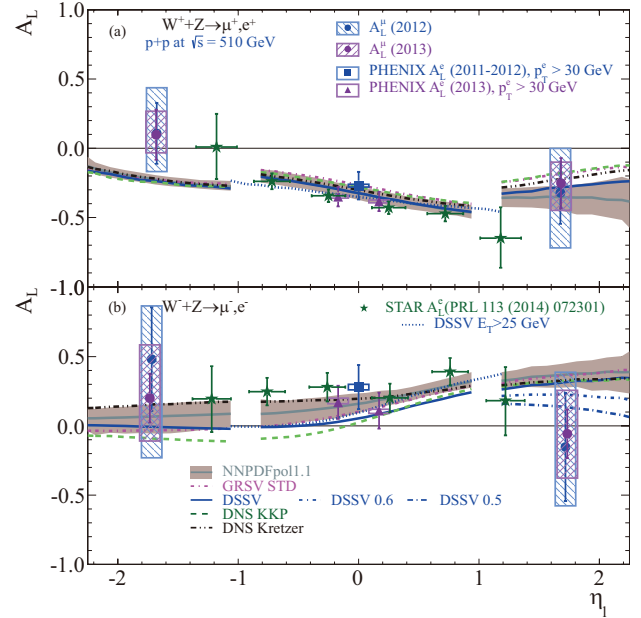 W⁺+Z→μ⁺,e⁺
(a)
p+p at √s = 510 GeV
A_L^μ (2012)
A_L^μ (2013)
PHENIX A_L^e (2011-2012), p_T^e > 30 GeV
PHENIX A_L^e (2013), p_T^e > 30 GeV
A_L
1.0
0.5
0.0
-0.5
-1.0
(b) W⁻+Z→μ⁻,e⁻
STAR A_L^e(PRL 113 (2014) 072301)
DSSV E_T>25 GeV
A_L
0.5
0.0
-0.5
-1.0
NNPDFpol1.1
GRSV STD
DSSV DSSV 0.6 DSSV 0.5
DNS KKP
DNS Kretzer
-2 -1 0 1 2
η_l